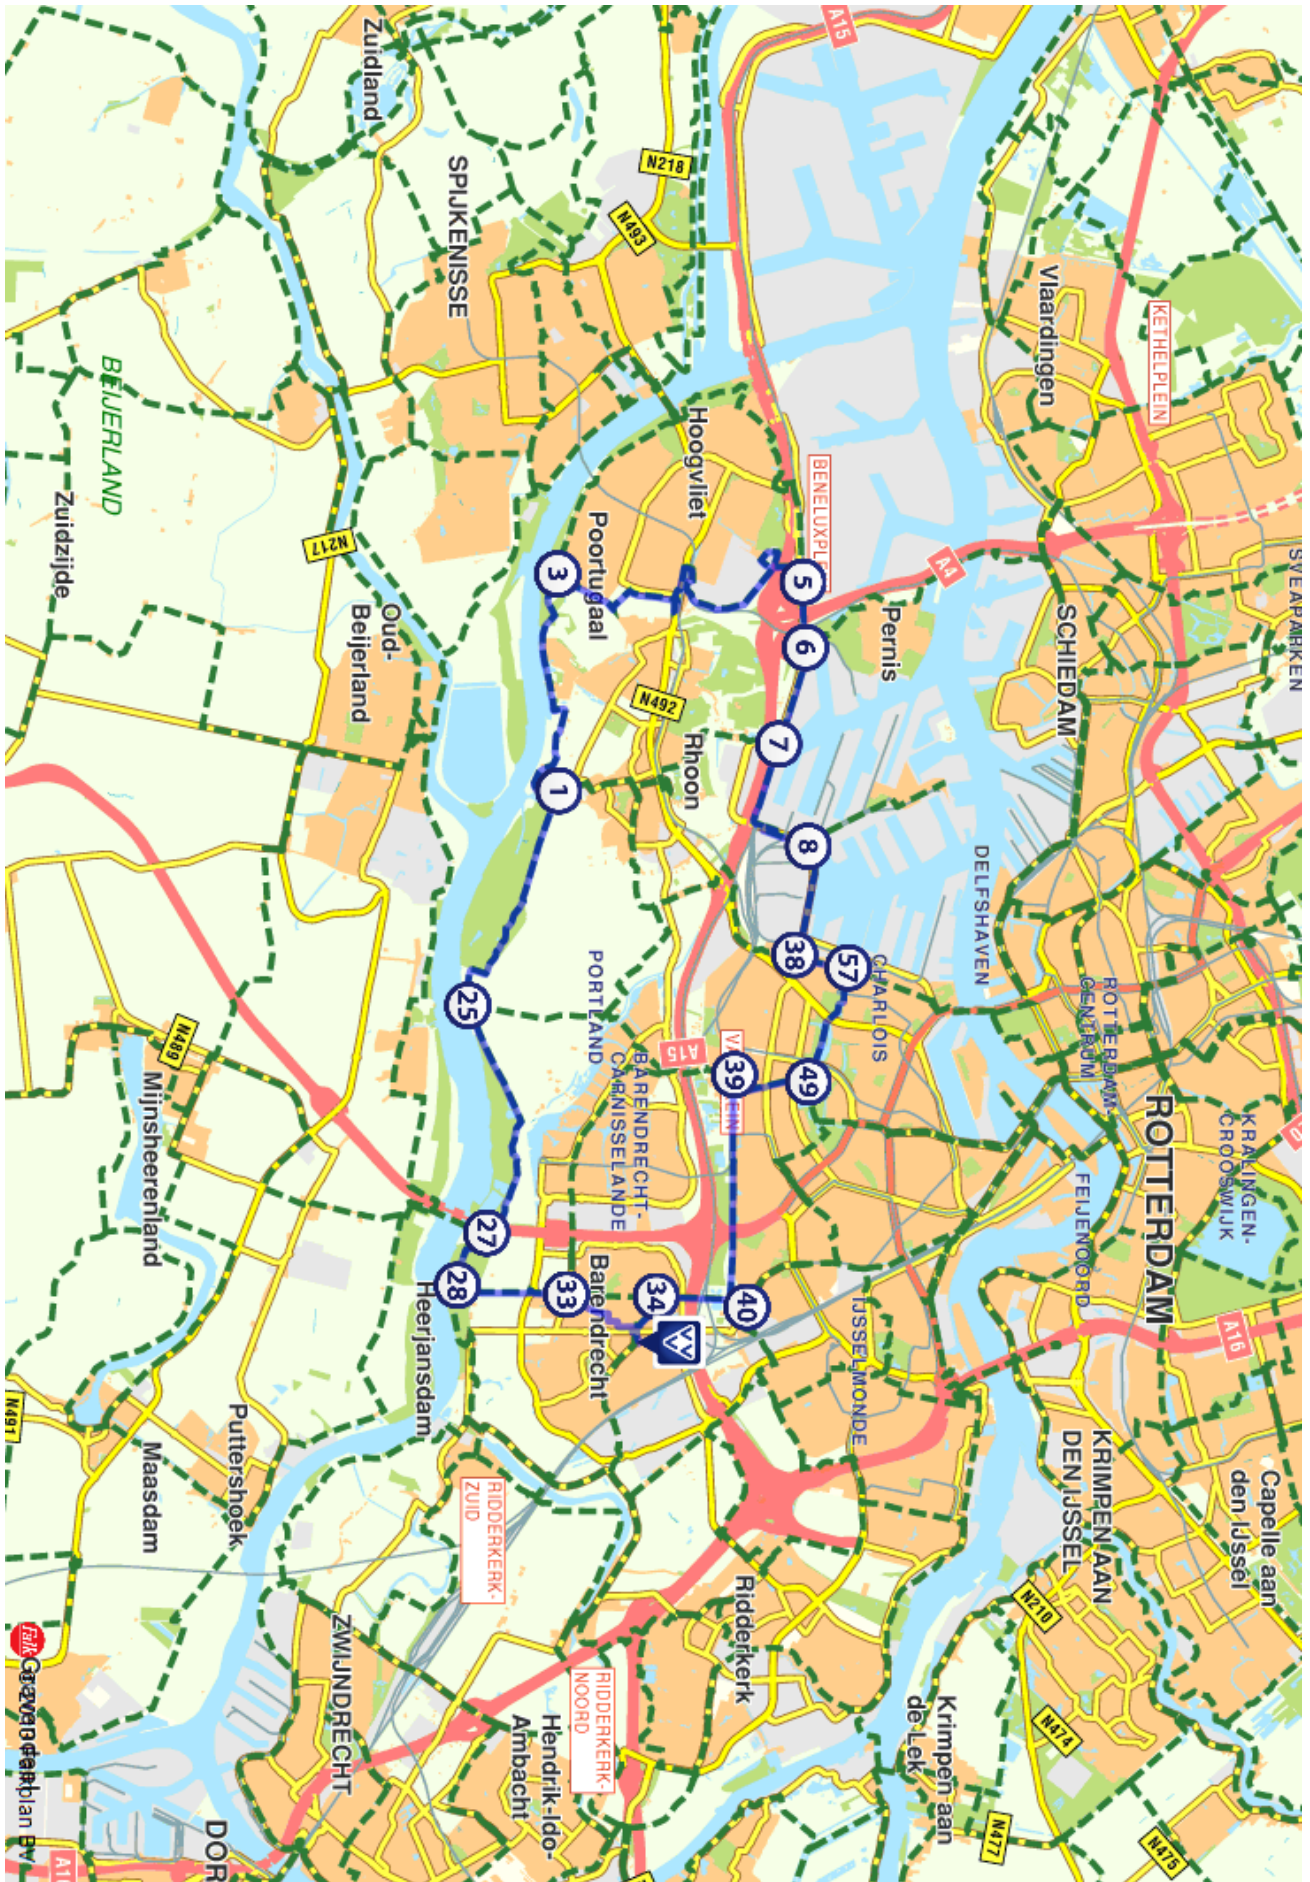 A15
Zuidland
N218
SPIJKENISSE
N493
Vlaardingen
KETHELPLEIN
BEIJERLAND
Hoogvliet
BENELUXPLE
Zuidzijde
N217
Poortugaal
3
5
A4
SVEAPARKEN
Oud-
Beijerland
6
Pernis
SCHIEDAM
N492
7
Rhoon
1
8
DELFSHAVEN
38
57
CHARLOIS
25
PORTLAND
ROTTERDAM-
CENTRUM
N489
Mijnsheerenland
BARENDRECHT-
CARNISSELANDE
A15
39
49
ROTTERDAM
KRALINGEN-
CROOSWIJK
FEIJENOORD
27
28
33
Barendrecht
34
40
IJSSELMONDE
A16
Heerjansdam
N491
Puttershoek
Maasdam
RIDDERKERK-
ZUID
KRIMPEN AAN
DEN IJSSEL
Capelle aan
den IJssel
Ridderkerk
N210
ZWIJNDRECHT
RIDDERKERK-
NOORD
Hendrik-Ido-
Ambacht
Krimpen aan
de Lek
N474
N477
N475
falk
DOR